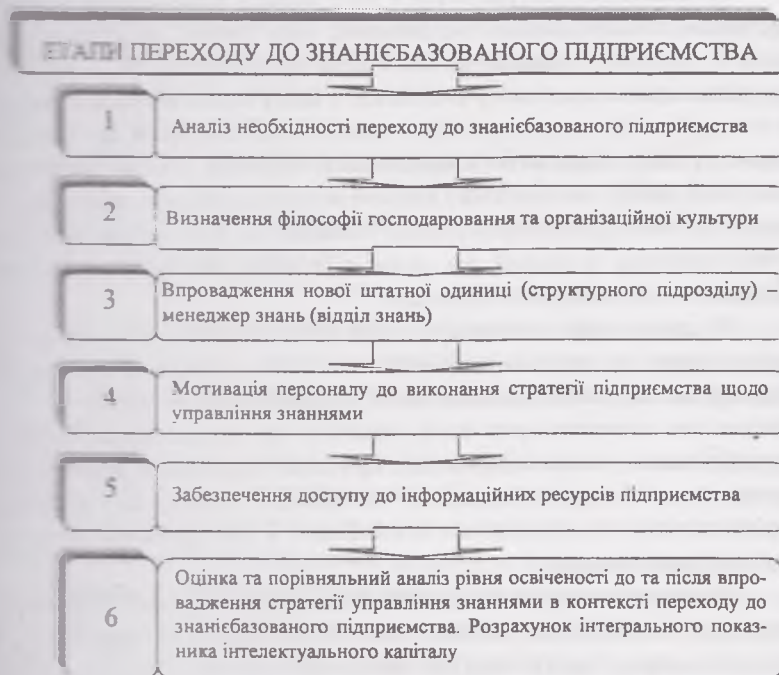 ЕТАПИ ПЕРЕХОДУ ДО ЗНАНІЄБАЗОВАНОГО ПІДПРИЄМСТВА
1
Аналіз необхідності переходу до знанієбазованого підприємства
2
Визначення філософії господарювання та організаційної культури
3
Впровадження нової штатної одиниці (структурного підрозділу) –
менеджер знань (відділ знань)
4
Мотивація персоналу до виконання стратегії підприємства щодо
управління знаннями
5
Забезпечення доступу до інформаційних ресурсів підприємства
6
Оцінка та порівняльний аналіз рівня освіченості до та після впро-
вадження стратегії управління знаннями в контексті переходу до
знанієбазованого підприємства. Розрахунок інтегрального показ-
ника інтелектуального капіталу